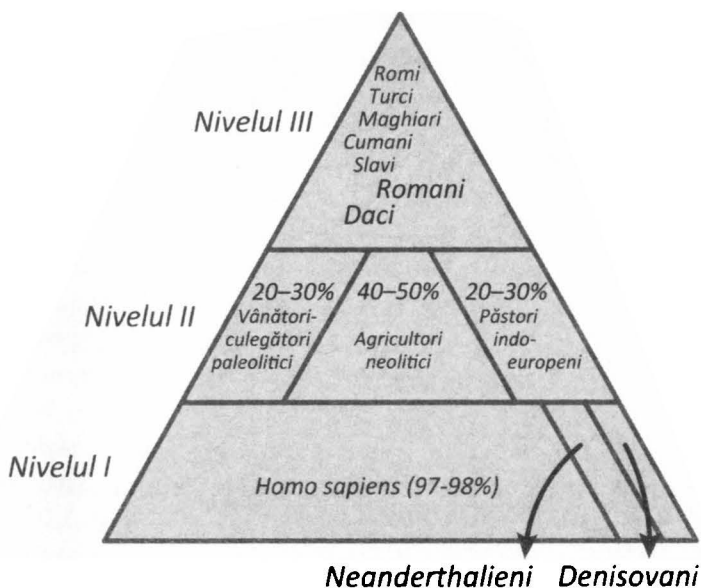 Nivelul III
Romi
Turci
Maghiari
Cumani
Slavi
Romani
Daci
Nivelul II
20–30%
Vânători-
culegători
paleolitici
40–50%
Agricultori
neolitici
20–30%
Păstori
indo-
europeni
Nivelul I
Homo sapiens (97-98%)
Neanderthalieni
Denisovani